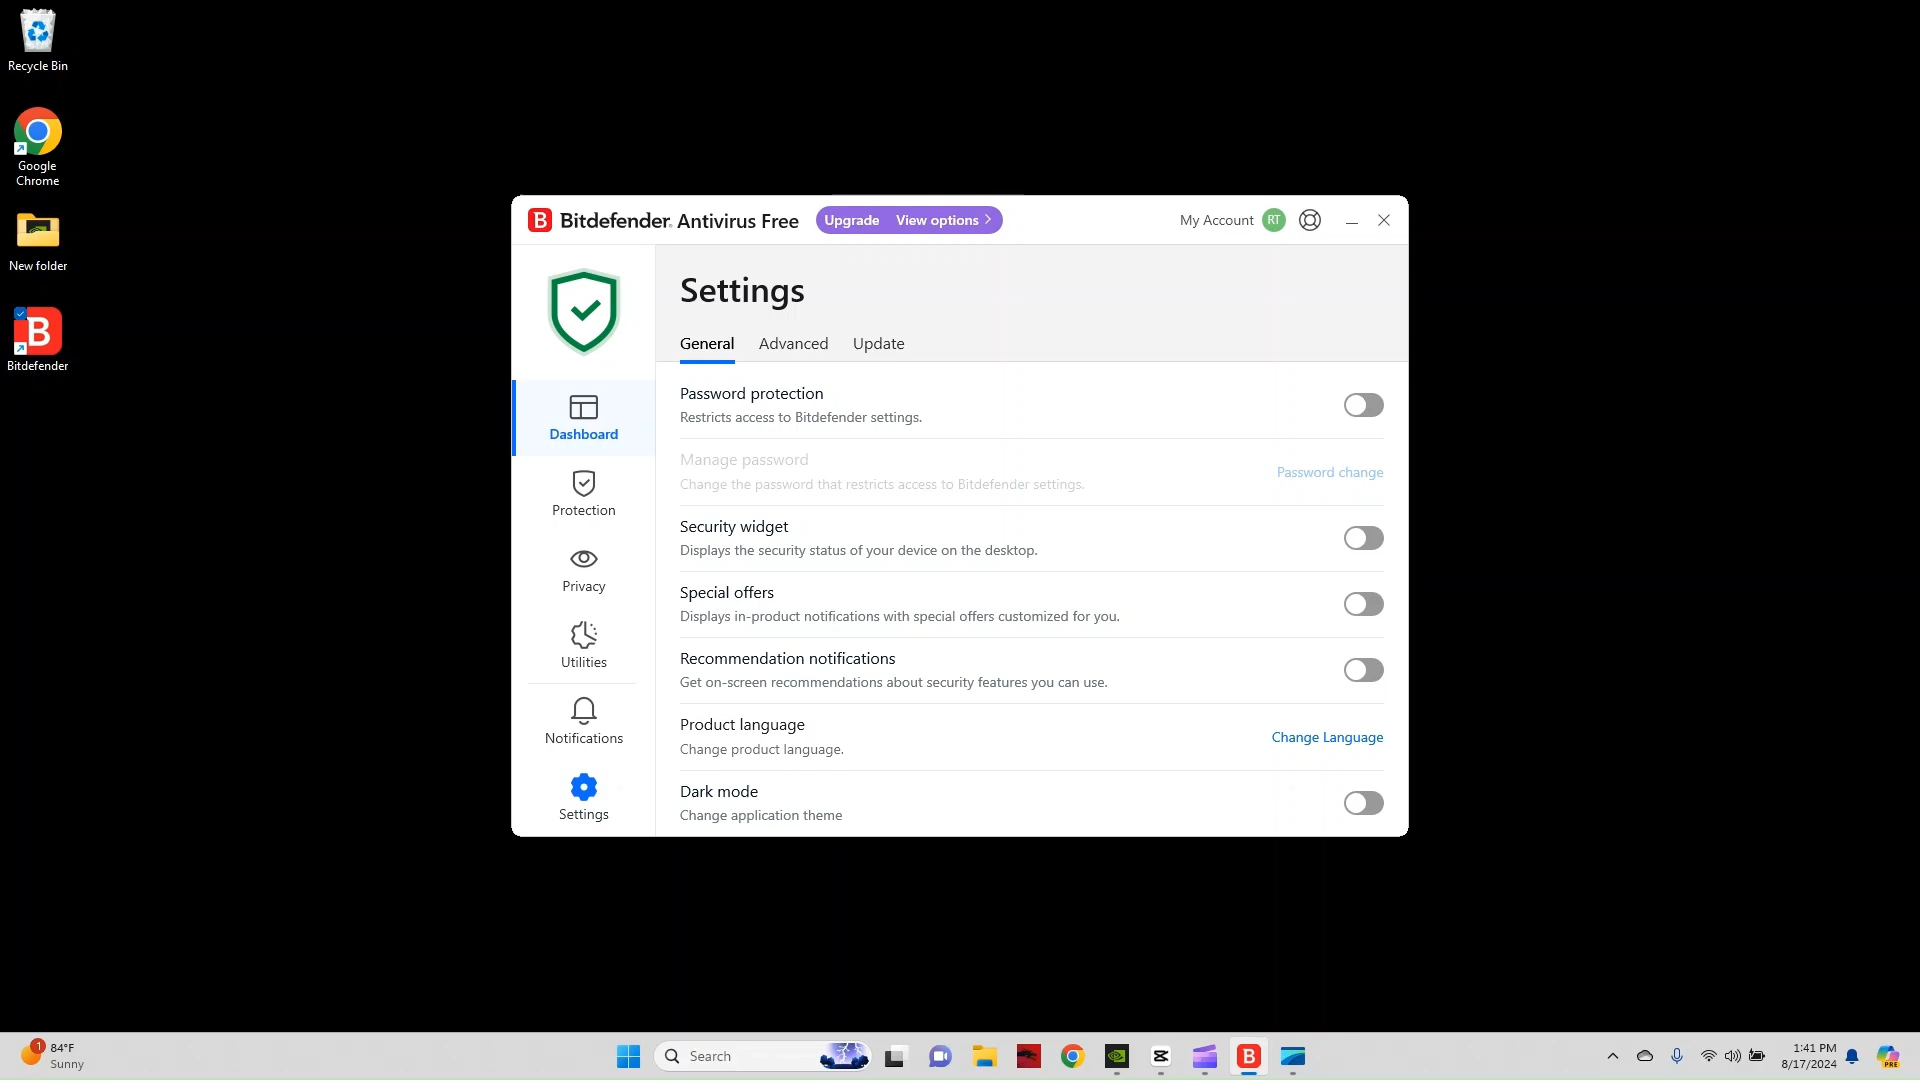 Recycle Bin
Google
Chrome
New folder
B
Bitdefender
B Bitdefender Antivirus Free
Upgrade View options
My Account RT
Settings
General Advanced Update
Dashboard
Protection
Privacy
Utilities
Notifications
Settings
Password protection
Restricts access to Bitdefender settings.
Manage password
Change the password that restricts access to Bitdefender settings.
Password change
Security widget
Displays the security status of your device on the desktop.
Special offers
Displays in-product notifications with special offers customized for you.
Recommendation notifications
Get on-screen recommendations about security features you can use.
Product language
Change product language.
Change Language
Dark mode
Change application theme
1
84°F
Sunny
Search
B
1:41 PM
8/17/2024
PRE